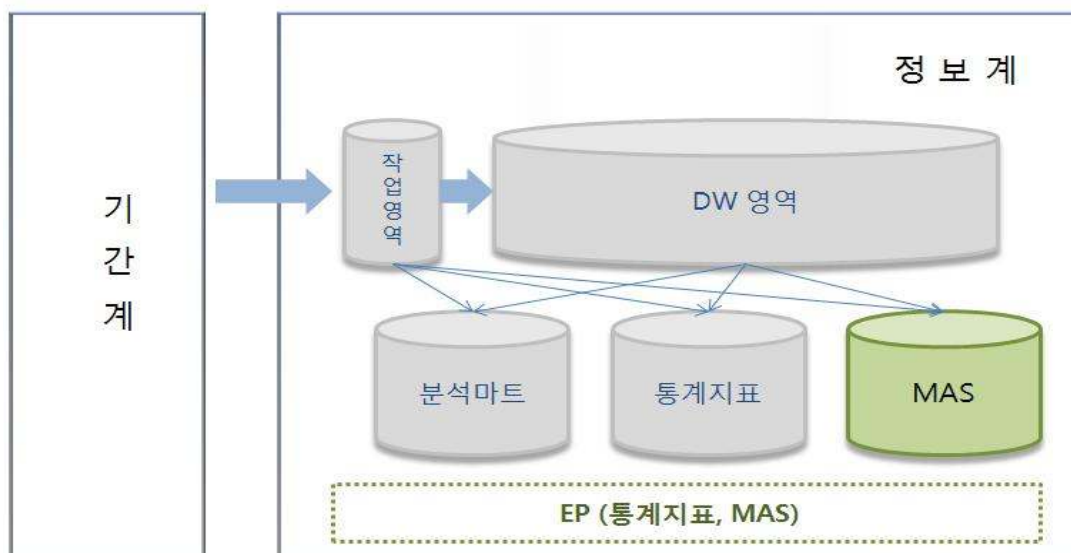 정 보 계
기
간
계
작
업
영
역
DW 영역
분석마트
통계지표
MAS
EP (통계지표, MAS)